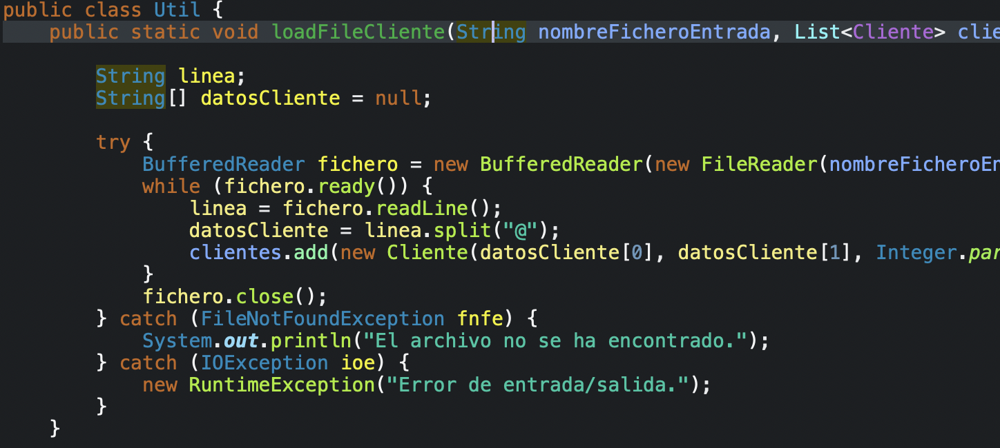 public class Util {
    public static void loadFileCliente(String nombreFicheroEntrada, List<Cliente> clie
        String linea;
        String[] datosCliente = null;
        try {
            BufferedReader fichero = new BufferedReader(new FileReader(nombreFicheroEn
            while (fichero.ready()) {
                linea = fichero.readLine();
                datosCliente = linea.split("@");
                clientes.add(new Cliente(datosCliente[0], datosCliente[1], Integer.par
            }
            fichero.close();
        } catch (FileNotFoundException fnfe) {
            System.out.println("El archivo no se ha encontrado.");
        } catch (IOException ioe) {
            new RuntimeException("Error de entrada/salida.");
        }
    }